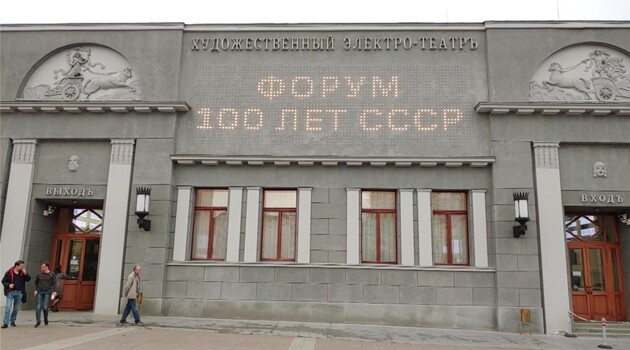 ХУДОЖЕСТВЕННЫЙ ЭЛЕКТРО-ТЕАТРЪ
ФОРУМ
100 ЛЕТ СССР
ВЫХОДЪ
ВХОДЪ